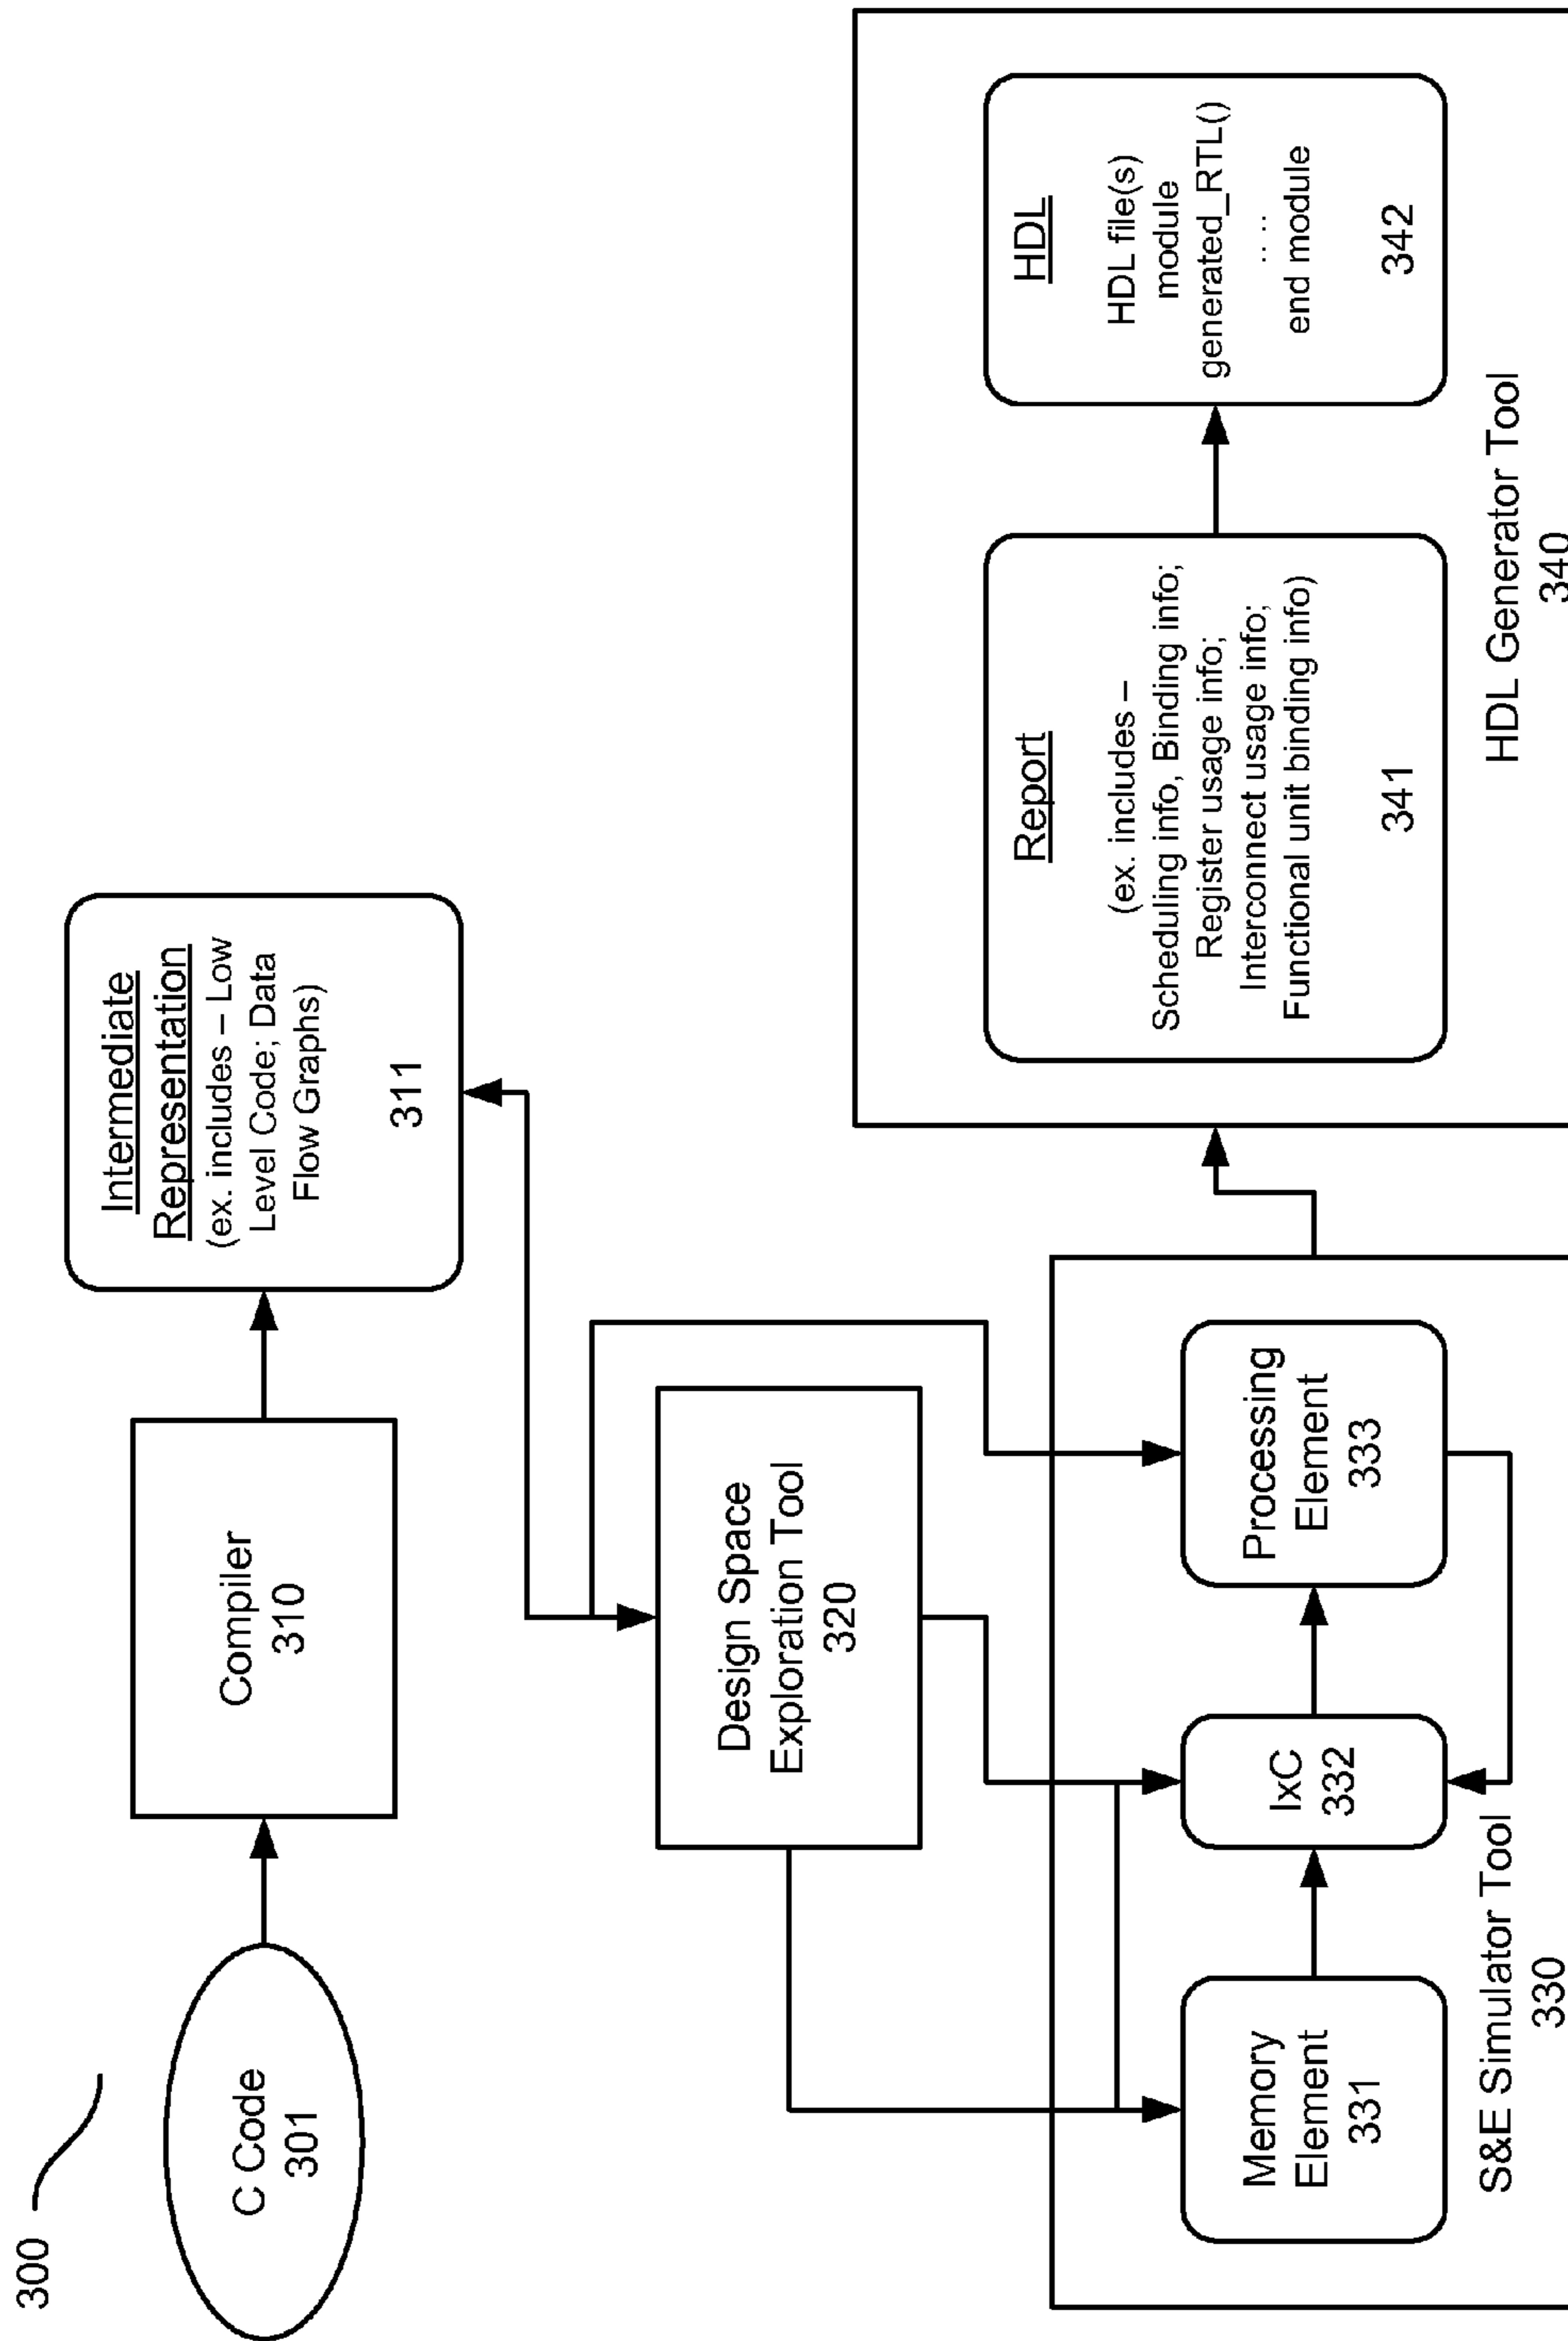 300
C Code
301
Compiler
310
Intermediate
Representation
(ex. includes – Low
Level Code; Data
Flow Graphs)
311
Design Space
Exploration Tool
320
Memory
Element
331
IxC
332
Processing
Element
333
S&E Simulator Tool
330
Report
(ex. includes –
Scheduling info, Binding info;
Register usage info;
Interconnect usage info;
Functional unit binding info)
341
HDL
HDL file(s)
module
generated_RTL()
.. ..
end module
342
HDL Generator Tool
340